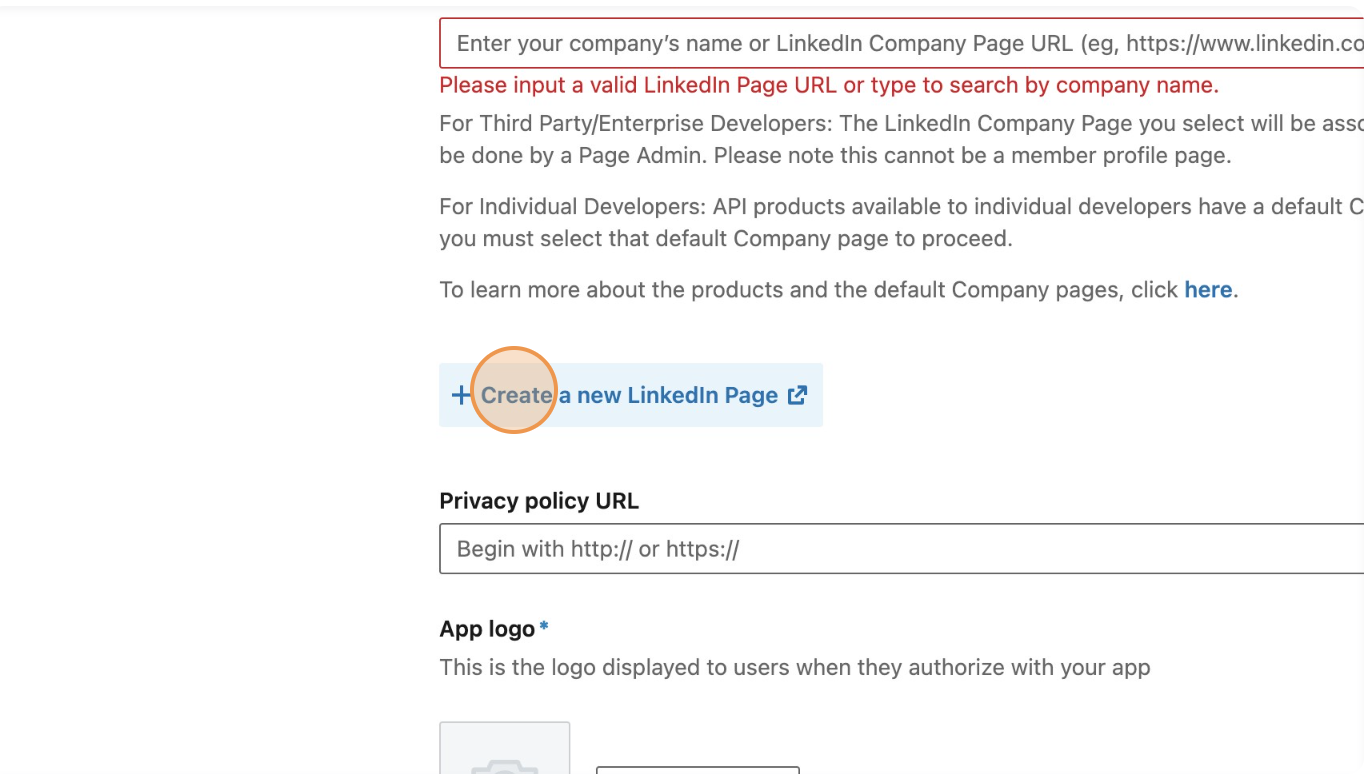 Enter your company’s name or LinkedIn Company Page URL (eg, https://www.linkedin.co
Please input a valid LinkedIn Page URL or type to search by company name.
For Third Party/Enterprise Developers: The LinkedIn Company Page you select will be asso
be done by a Page Admin. Please note this cannot be a member profile page.
For Individual Developers: API products available to individual developers have a default C
you must select that default Company page to proceed.
To learn more about the products and the default Company pages, click here.
+ Create a new LinkedIn Page
Privacy policy URL
Begin with http:// or https://
App logo *
This is the logo displayed to users when they authorize with your app